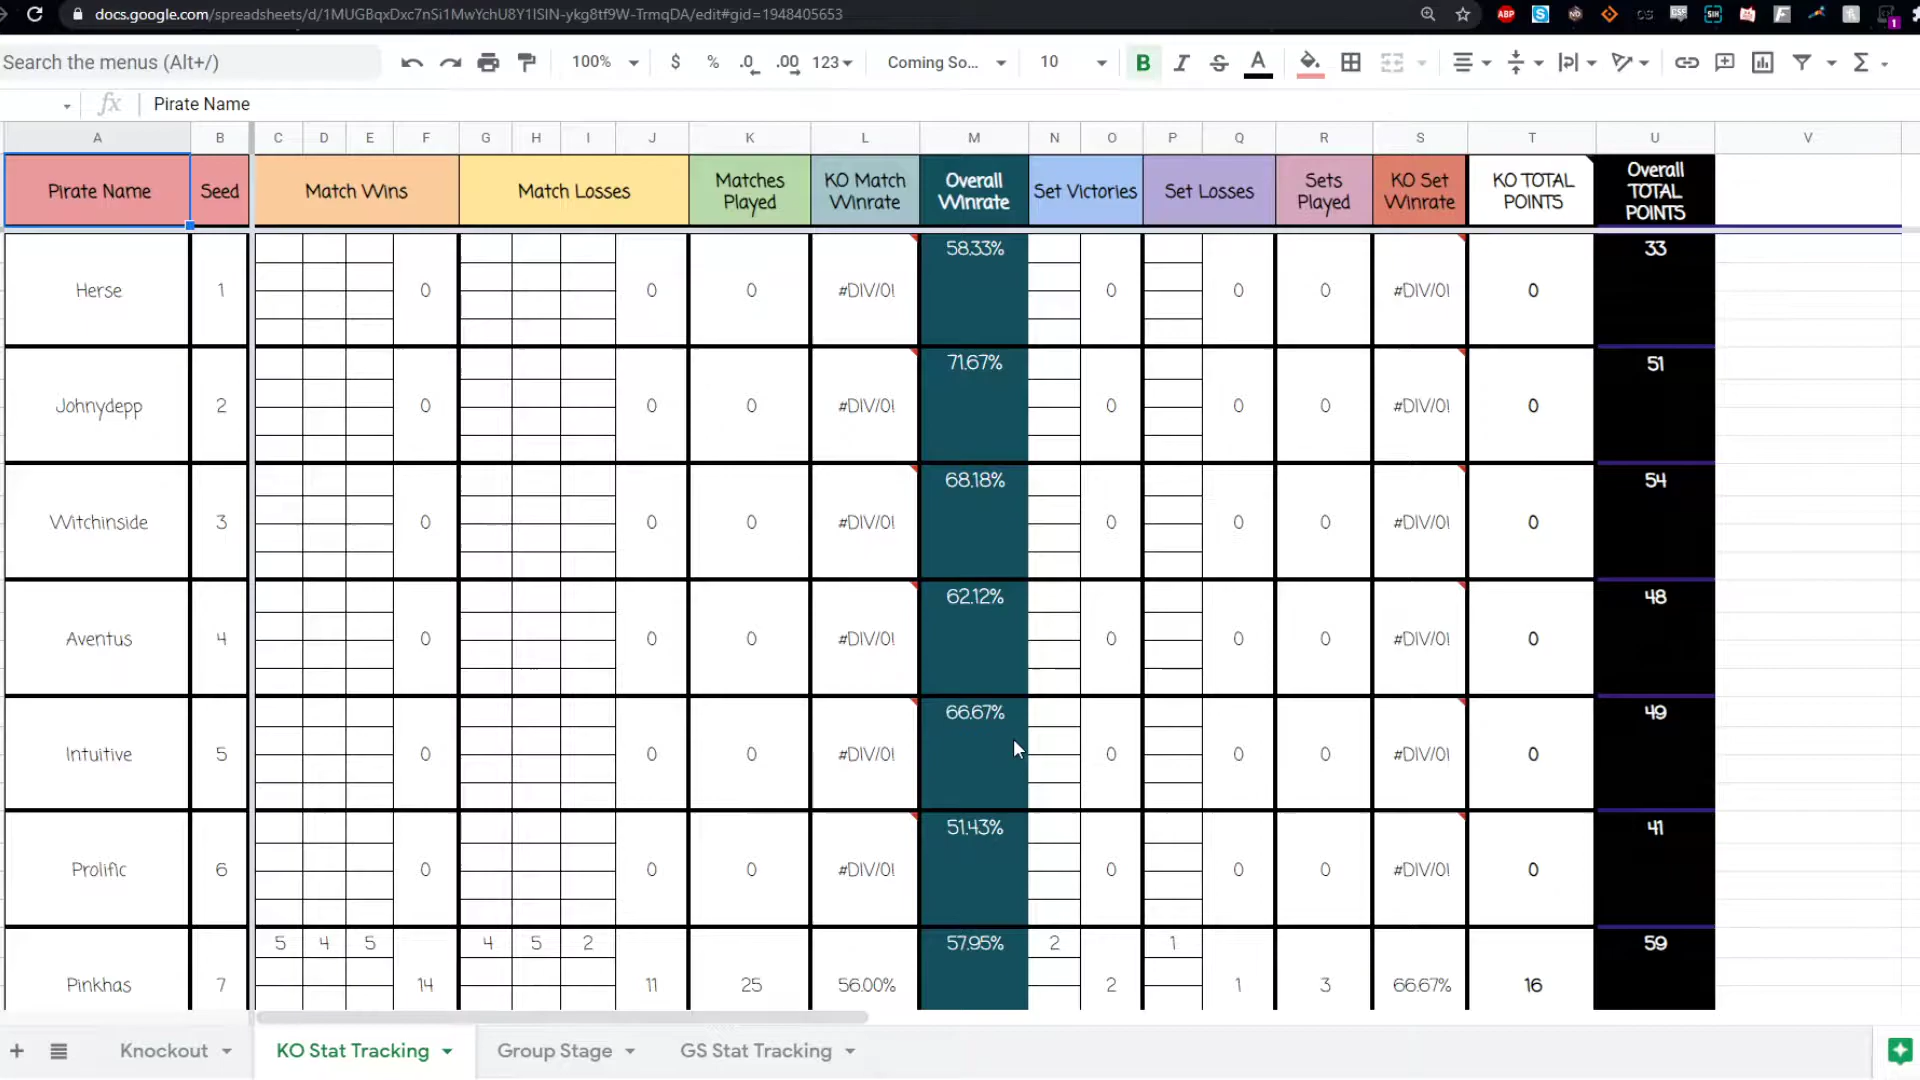 docs.google.com/spreadsheets/d/1MUGBqxDxc7nSi1MwYchU8Y1ISIN-ykg8tf9W-TrmqDA/edit#gid=1948405653
Search the menus (Alt+/) 100% $ % .0 .00 123 Coming So... 10 B I S A
fx Pirate Name
A B C D E F G H I J K L M N O P Q R S T U V
Pirate Name Seed Match Wins Match Losses Matches Played KO Match Winrate Overall Winrate Set Victories Set Losses Sets Played KO Set Winrate KO TOTAL POINTS Overall TOTAL POINTS
58.33% 33
Herse 1 0 0 0 #DIV/0! 0 0 0 #DIV/0! 0
71.67% 51
Johnydepp 2 0 0 0 #DIV/0! 0 0 0 #DIV/0! 0
68.18% 54
Witchinside 3 0 0 0 #DIV/0! 0 0 0 #DIV/0! 0
62.12% 48
Aventus 4 0 0 0 #DIV/0! 0 0 0 #DIV/0! 0
66.67% 49
Intuitive 5 0 0 0 #DIV/0! 0 0 0 #DIV/0! 0
51.43% 41
Prolific 6 0 0 0 #DIV/0! 0 0 0 #DIV/0! 0
5 4 5 4 5 2 57.95% 2 1 59
Pinkhas 7 14 11 25 56.00% 2 1 3 66.67% 16
+ Knockout KO Stat Tracking Group Stage GS Stat Tracking